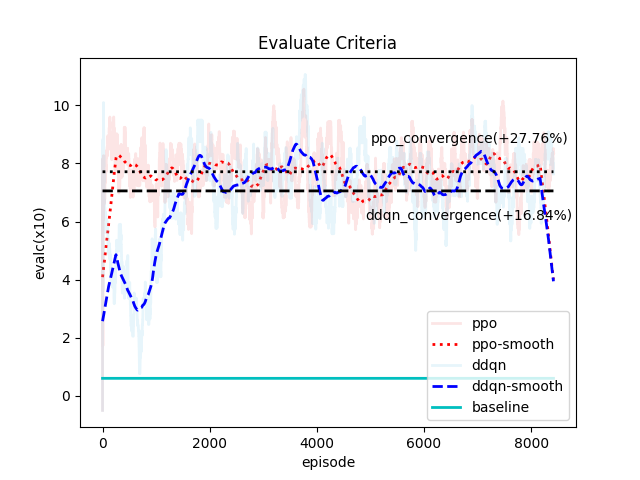 Evaluate Criteria
evalc(x10)
10
8
6
4
2
0
ppo_convergence(+27.76%)
ddqn_convergence(+16.84%)
ppo
ppo-smooth
ddqn
ddqn-smooth
baseline
0
2000
4000
6000
8000
episode